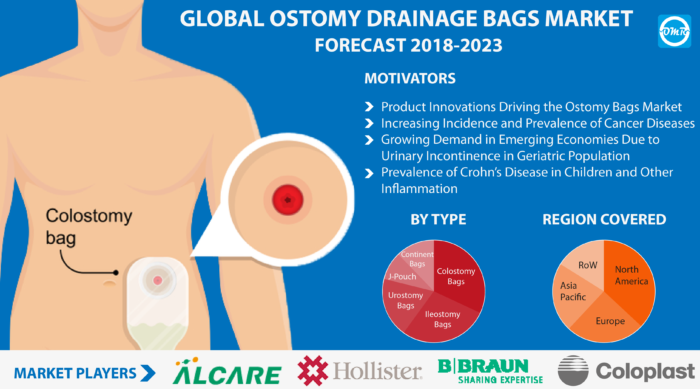 GLOBAL OSTOMY DRAINAGE BAGS MARKET
FORECAST 2018-2023
OMR
MOTIVATORS
Product Innovations Driving the Ostomy Bags Market
Increasing Incidence and Prevalence of Cancer Diseases
Growing Demand in Emerging Economies Due to
Urinary Incontinence in Geriatric Population
Prevalence of Crohn's Disease in Children and Other
Inflammation
Colostomy
bag
BY TYPE
Continent
Bags
J-Pouch
Urostomy
Bags
Colostomy
Bags
Ileostomy
Bags
REGION COVERED
RoW
North
America
Asia
Pacific
Europe
MARKET PLAYERS
ALCARE
Hollister
B|BRAUN
SHARING EXPERTISE
Coloplast